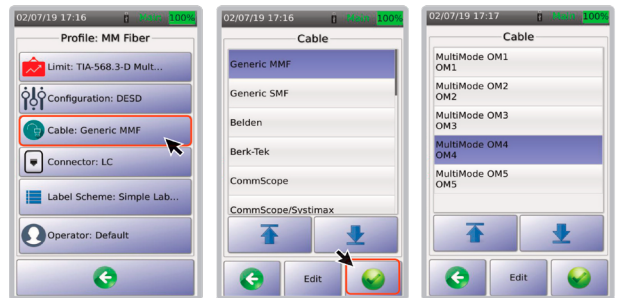 02/07/19 17:16
100%
Profile: MM Fiber
Limit: TIA-568.3-D Mult...
Configuration: DESD
Cable: Generic MMF
Connector: LC
Label Scheme: Simple Lab...
Operator: Default
02/07/19 17:16
100%
Cable
Generic MMF
Generic SMF
Belden
Berk-Tek
CommScope
CommScope/Systimax
Edit
02/07/19 17:17
100%
Cable
MultiMode OM1
OM1
MultiMode OM2
OM2
MultiMode OM3
OM3
MultiMode OM4
OM4
MultiMode OM5
OM5
Edit